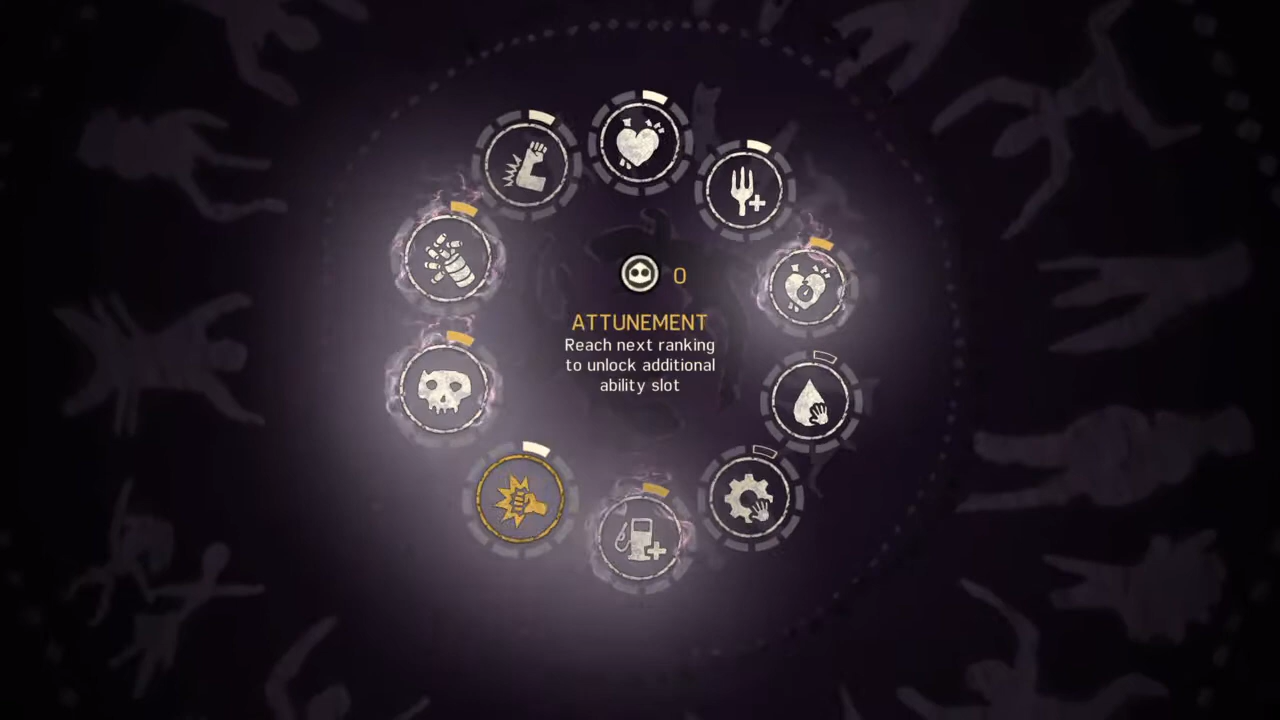 0
ATTUNEMENT
Reach next ranking
to unlock additional
ability slot